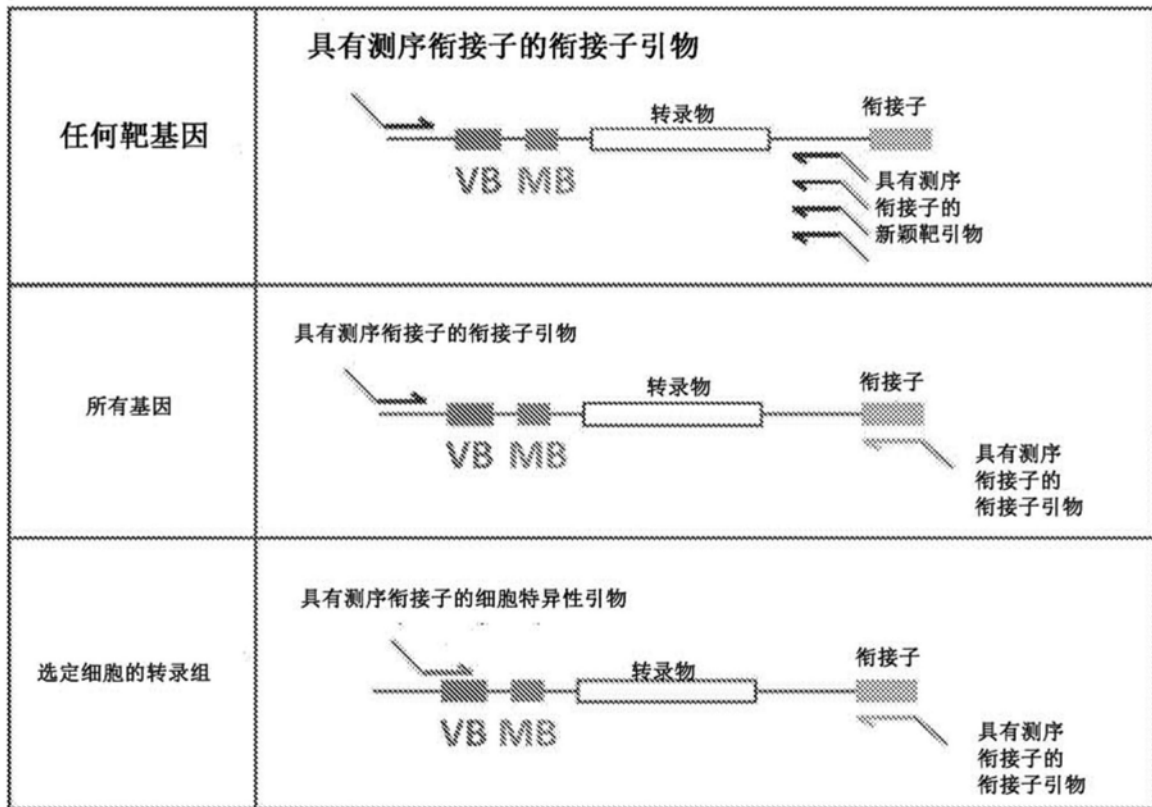 具有测序衔接子的衔接子引物
任何靶基因
转录物
衔接子
VB MB
具有测序
衔接子的
新颖靶引物
具有测序衔接子的衔接子引物
所有基因
转录物
衔接子
VB MB
具有测序
衔接子的
衔接子引物
具有测序衔接子的细胞特异性引物
选定细胞的转录组
转录物
衔接子
VB MB
具有测序
衔接子的
衔接子引物